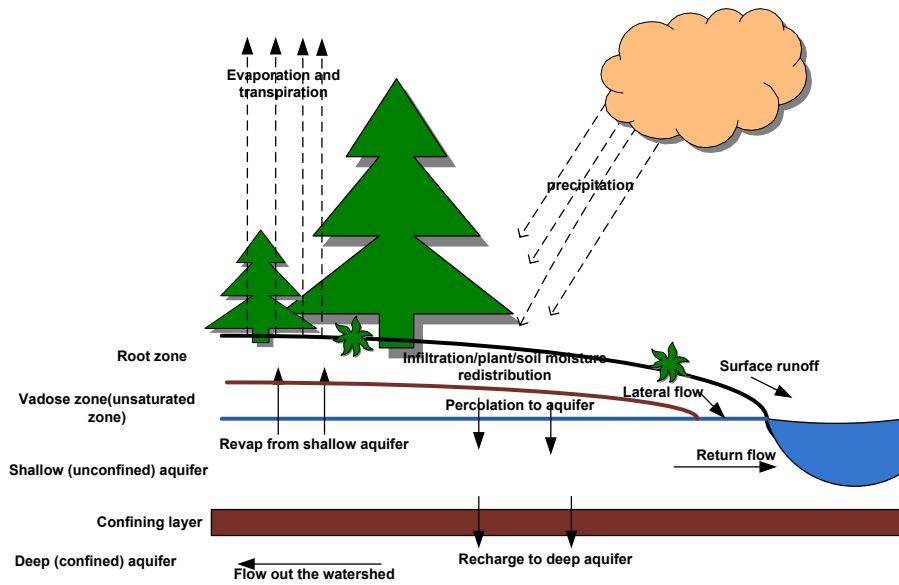 Evaporation and
transpiration
precipitation
Root zone
Infiltration/plant/soil moisture
redistribution
Surface runoff
Lateral flow
Vadose zone(unsaturated
zone)
Percolation to aquifer
Revap from shallow aquifer
Return flow
Shallow (unconfined) aquifer
Confining layer
Deep (confined) aquifer
Recharge to deep aquifer
Flow out the watershed